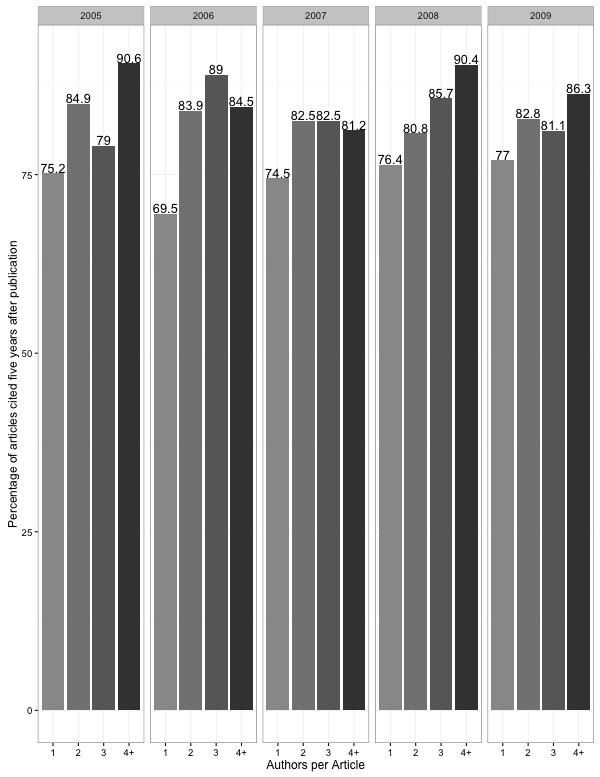 2005 2006 2007 2008 2009
90.6 89 90.4
84.9 83.9 84.5 85.7 86.3
79 82.5 82.5 81.2 80.8 82.8 81.1
75.2 69.5 74.5 76.4 77
75
50
25
0
Percentage of articles cited five years after publication
1 2 3 4+ 1 2 3 4+ 1 2 3 4+ 1 2 3 4+ 1 2 3 4+
Authors per Article